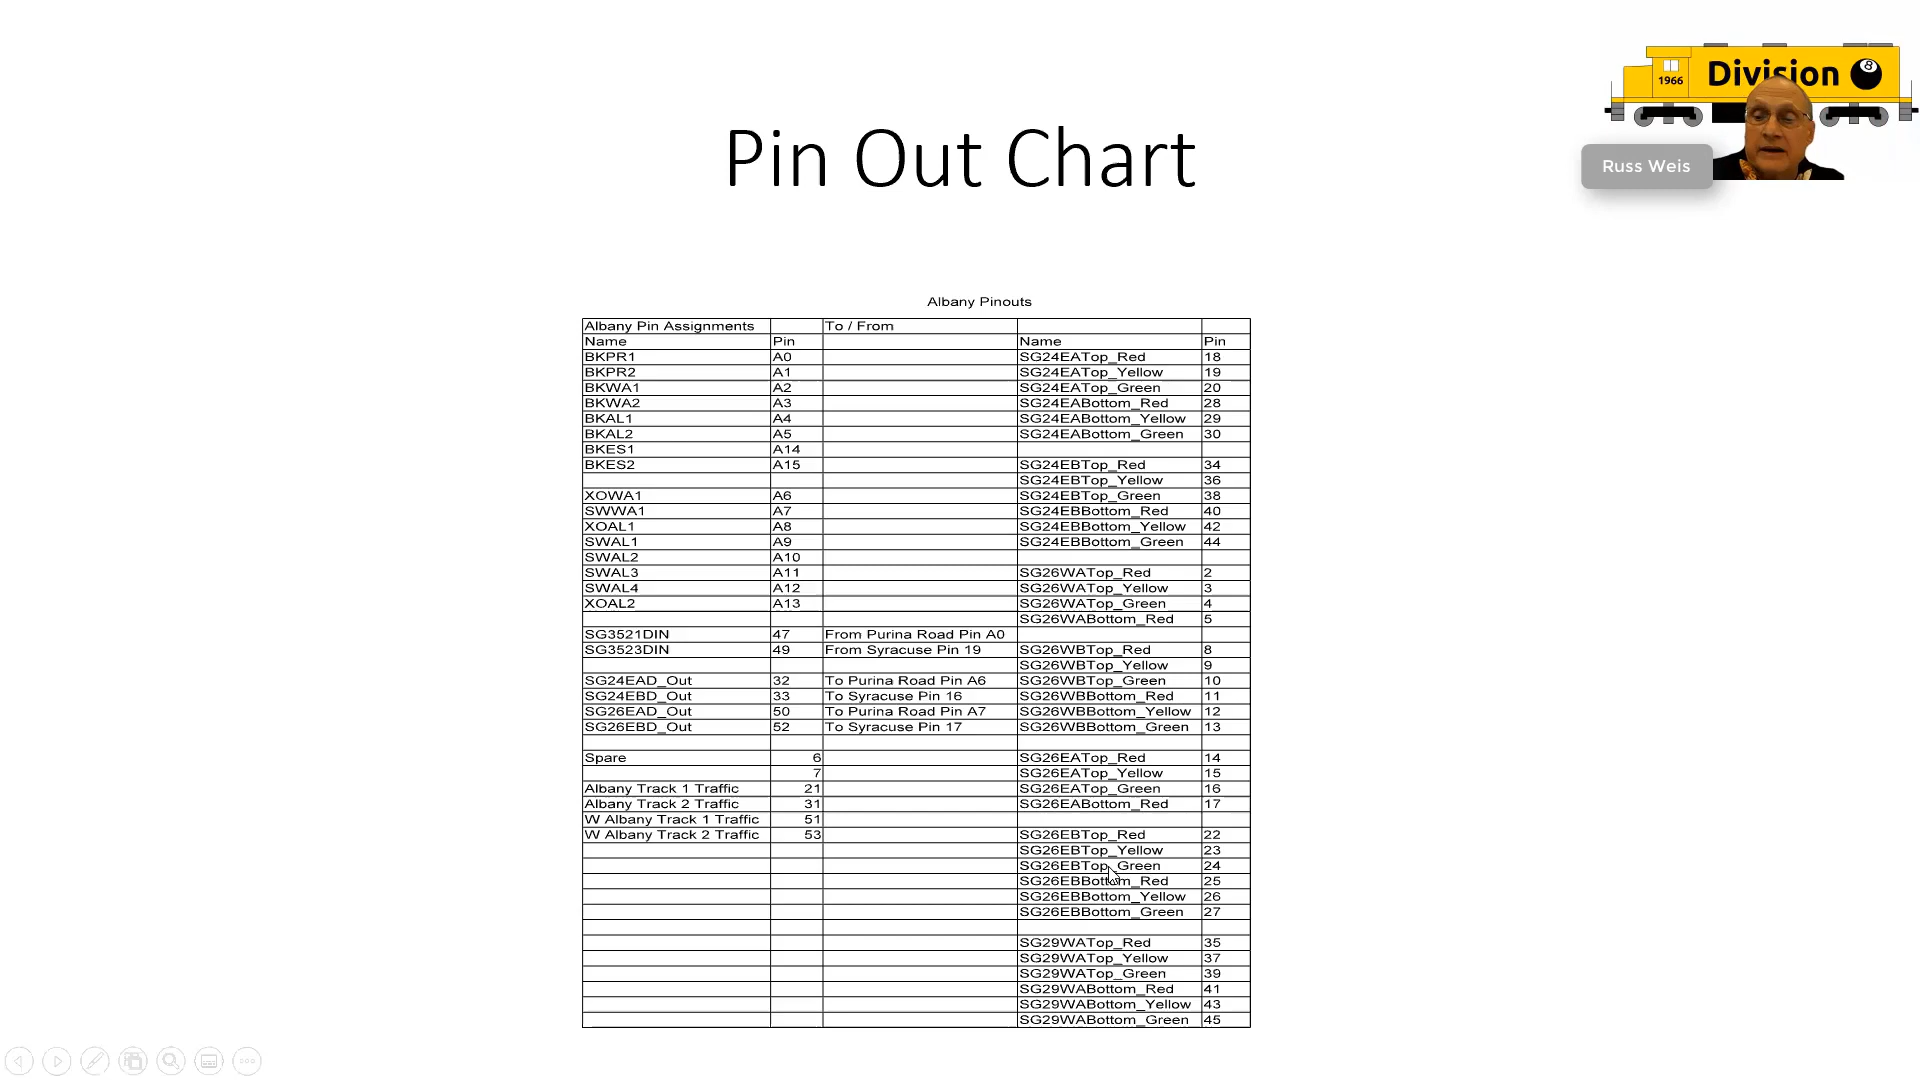 1966 Division 8
Russ Weis
Pin Out Chart
Albany Pinouts
Albany Pin Assignments To / From
Name Pin Name Pin
BKPR1 A0 SG24EATop_Red 18
BKPR2 A1 SG24EATop_Yellow 19
BKWA1 A2 SG24EATop_Green 20
BKWA2 A3 SG24EABottom_Red 28
BKAL1 A4 SG24EABottom_Yellow 29
BKAL2 A5 SG24EABottom_Green 30
BKES1 A14
BKES2 A15 SG24EBTop_Red 34
SG24EBTop_Yellow 36
XOWA1 A6 SG24EBTop_Green 38
SWWA1 A7 SG24EBBottom_Red 40
XOAL1 A8 SG24EBBottom_Yellow 42
SWAL1 A9 SG24EBBottom_Green 44
SWAL2 A10
SWAL3 A11 SG26WATop_Red 2
SWAL4 A12 SG26WATop_Yellow 3
XOAL2 A13 SG26WATop_Green 4
SG26WABottom_Red 5
SG3521DIN 47 From Purina Road Pin A0
SG3523DIN 49 From Syracuse Pin 19 SG26WBTop_Red 8
SG26WBTop_Yellow 9
SG24EAD_Out 32 To Purina Road Pin A6 SG26WBTop_Green 10
SG24EBD_Out 33 To Syracuse Pin 16 SG26WBBottom_Red 11
SG26EAD_Out 50 To Purina Road Pin A7 SG26WBBottom_Yellow 12
SG26EBD_Out 52 To Syracuse Pin 17 SG26WBBottom_Green 13
Spare 6 SG26EATop_Red 14
7 SG26EATop_Yellow 15
Albany Track 1 Traffic 21 SG26EATop_Green 16
Albany Track 2 Traffic 31 SG26EABottom_Red 17
W Albany Track 1 Traffic 51
W Albany Track 2 Traffic 53 SG26EBTop_Red 22
SG26EBTop_Yellow 23
SG26EBTop_Green 24
SG26EBBottom_Red 25
SG26EBBottom_Yellow 26
SG26EBBottom_Green 27
SG29WATop_Red 35
SG29WATop_Yellow 37
SG29WATop_Green 39
SG29WABottom_Red 41
SG29WABottom_Yellow 43
SG29WABottom_Green 45